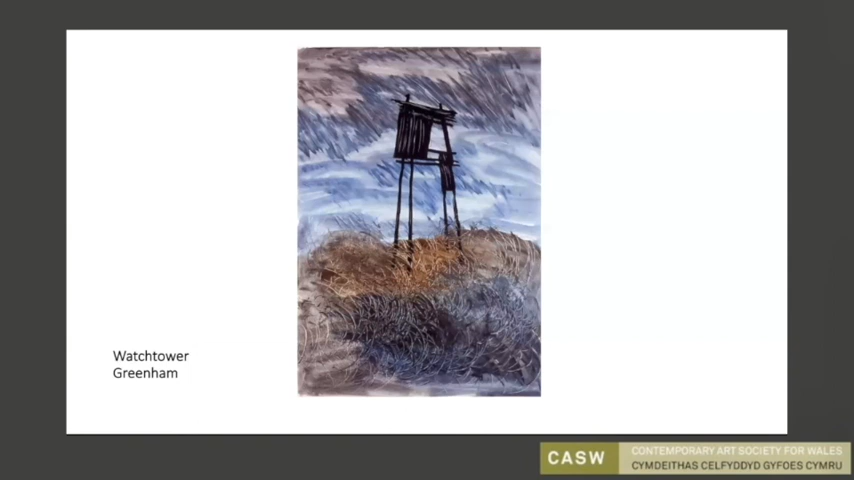 Watchtower
Greenham
CASW
CONTEMPORARY ART SOCIETY FOR WALES
CYMDEITHAS CELFYDDYD GYFOES CYMRU